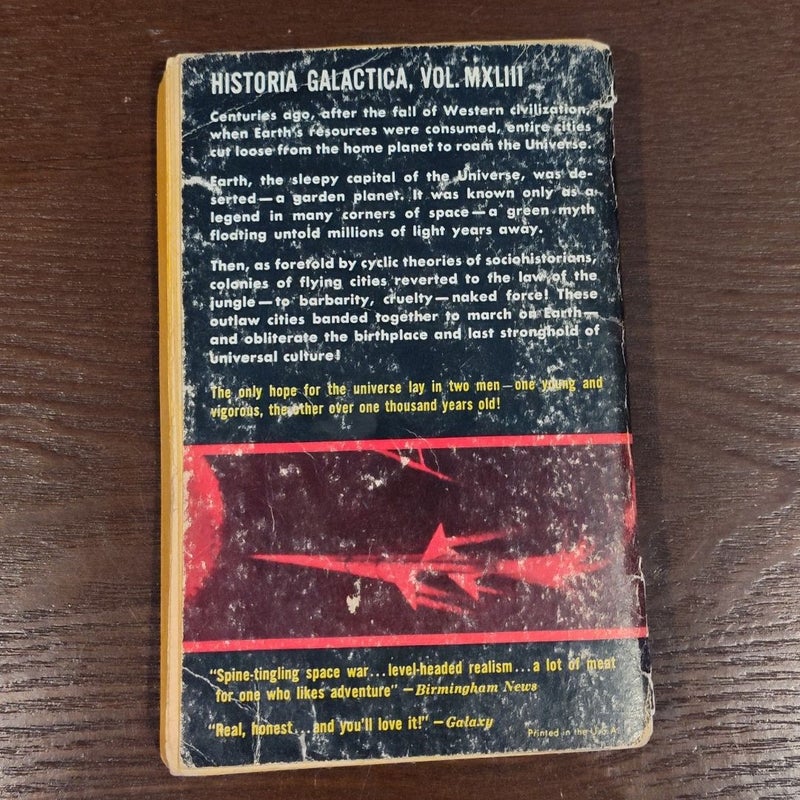 HISTORIA GALACTICA, VOL. MXLIII
Centuries ago, after the fall of Western civilization,
when Earth's resources were consumed, entire cities
cut loose from the home planet to roam the Universe.
Earth, the sleepy capital of the Universe, was de-
serted—a garden planet. It was known only as a
legend in many corners of space—a green myth
floating untold millions of light years away.
Then, as foretold by cyclic theories of sociohistorians,
colonies of flying cities reverted to the law of the
jungle—to barbarity, cruelty—naked force! These
outlaw cities banded together to march on Earth—
and obliterate the birthplace and last stronghold of
universal culture!
The only hope for the universe lay in two men—one young and
vigorous, the other over one thousand years old!
"Spine-tingling space war...level-headed realism...a lot of meat
for one who likes adventure" —Birmingham News
"Real, honest...and you'll love it!" —Galaxy
Printed in the U.S.A.